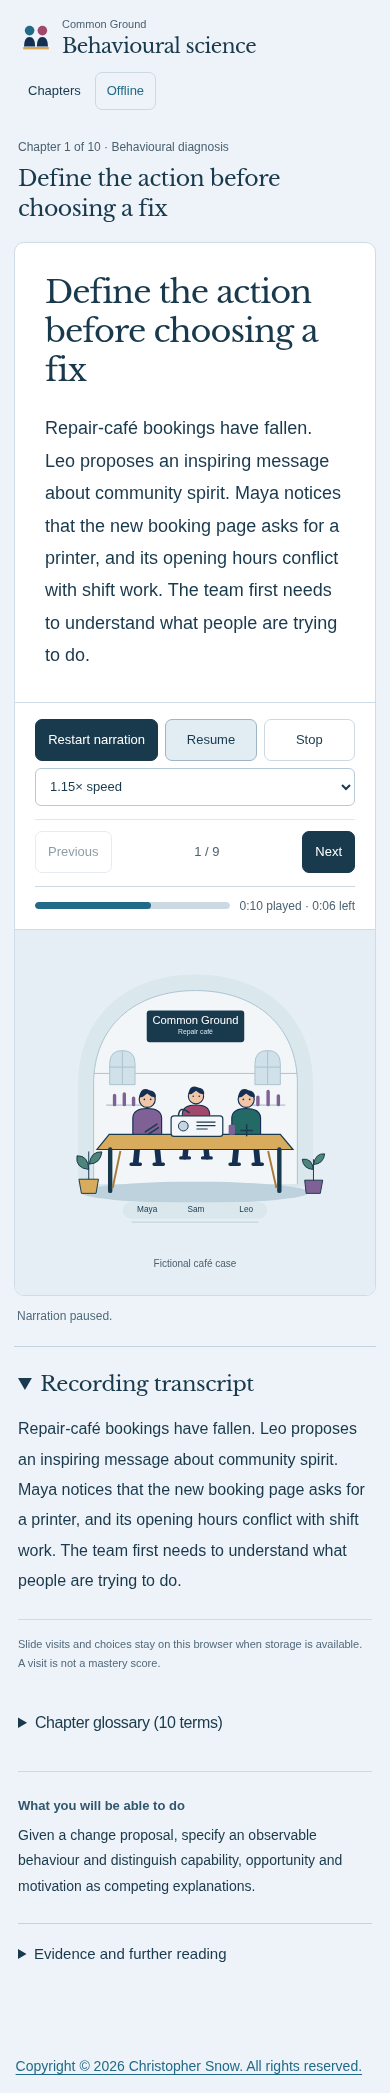 Common Ground
Behavioural science
Chapters
Offline
Chapter 1 of 10 · Behavioural diagnosis
Define the action before
choosing a fix
Define the action
before choosing a
fix
Repair-café bookings have fallen.
Leo proposes an inspiring message
about community spirit. Maya notices
that the new booking page asks for a
printer, and its opening hours conflict
with shift work. The team first needs
to understand what people are trying
to do.
Restart narration
Resume
Stop
1.15× speed
Previous
1 / 9
Next
0:10 played · 0:06 left
Common Ground
Repair café
Maya
Sam
Leo
Fictional café case
Narration paused.
Recording transcript
Repair-café bookings have fallen. Leo proposes
an inspiring message about community spirit.
Maya notices that the new booking page asks for
a printer, and its opening hours conflict with shift
work. The team first needs to understand what
people are trying to do.
Slide visits and choices stay on this browser when storage is available.
A visit is not a mastery score.
Chapter glossary (10 terms)
What you will be able to do
Given a change proposal, specify an observable
behaviour and distinguish capability, opportunity and
motivation as competing explanations.
Evidence and further reading
Copyright © 2026 Christopher Snow. All rights reserved.